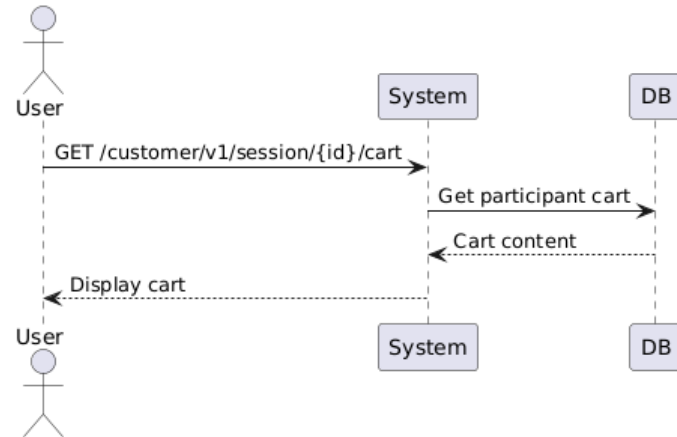 User
System
DB
GET /customer/v1/session/{id}/cart
Get participant cart
Cart content
Display cart
User
System
DB